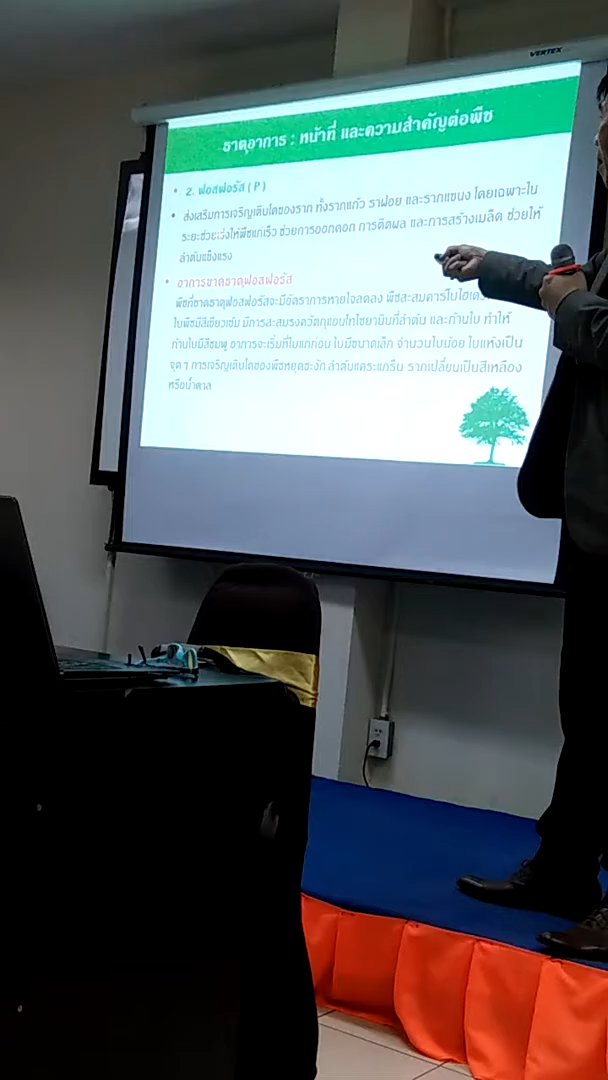 VERTEX
ธาตุอาหาร : หน้าที่ และความสำคัญต่อพืช
• 2. ฟอสฟอรัส ( P )
• ส่งเสริมการเจริญเติบโตของราก ทั้งรากแก้ว รากฝอย และรากแขนง โดยเฉพาะใน
ระยะช่วยเร่งให้พืชแก่เร็ว ช่วยการออกดอก การติดผล และการสร้างเมล็ด ช่วยให้
ลำต้นแข็งแรง
• อาการขาดธาตุฟอสฟอรัส
พืชที่ขาดธาตุฟอสฟอรัสจะมีอัตราการหายใจลดลง พืชสะสมคาร์โบไฮเดร
ใบพืชมีสีเขียวเข้ม มีการสะสมรงควัตถุแอนโทไซยานินที่ลำต้น และก้านใบ ทำให้
ก้านใบมีสีชมพู อาการจะเริ่มที่ใบแก่ก่อน ใบมีขนาดเล็ก จำนวนใบน้อย ใบแห้งเป็น
จุด ๆ การเจริญเติบโตของพืชหยุดชะงัก ลำต้นแคระแกร็น รากเปลี่ยนเป็นสีเหลือง
หรือน้ำตาล